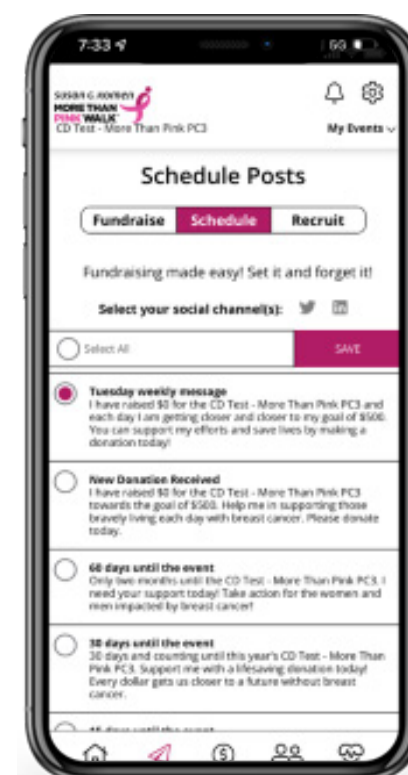 7:33
5G
susan g. komen
MORE THAN
PINK WALK
CD Test - More Than Pink PC3
My Events
Schedule Posts
Fundraise Schedule Recruit
Fundraising made easy! Set it and forget it!
Select your social channel(s):
Select All
SAVE
Tuesday weekly message
I have raised $0 for the CD Test - More Than Pink PC3 and
each day I am getting closer and closer to my goal of $500.
You can support my efforts and save lives by making a
donation today!
New Donation Received
I have raised $0 for the CD Test - More Than Pink PC3
towards the goal of $500. Help me in supporting those
bravely living each day with breast cancer. Please donate
today.
60 days until the event
Only two months until the CD Test - More Than Pink PC3. I
need your support today! Take action for the women and
men impacted by breast cancer!
30 days until the event
30 days and counting until this year's CD Test - More Than
Pink PC3. Support me with a lifesaving donation today!
Every dollar gets us closer to a future without breast
cancer.
days until the event